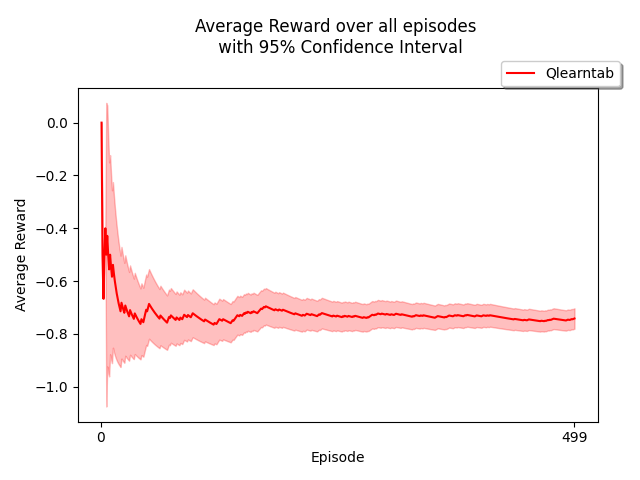 Average Reward over all episodes
with 95% Confidence Interval
Qlearntab
0.0
−0.2
−0.4
−0.6
−0.8
−1.0
Average Reward
0
499
Episode